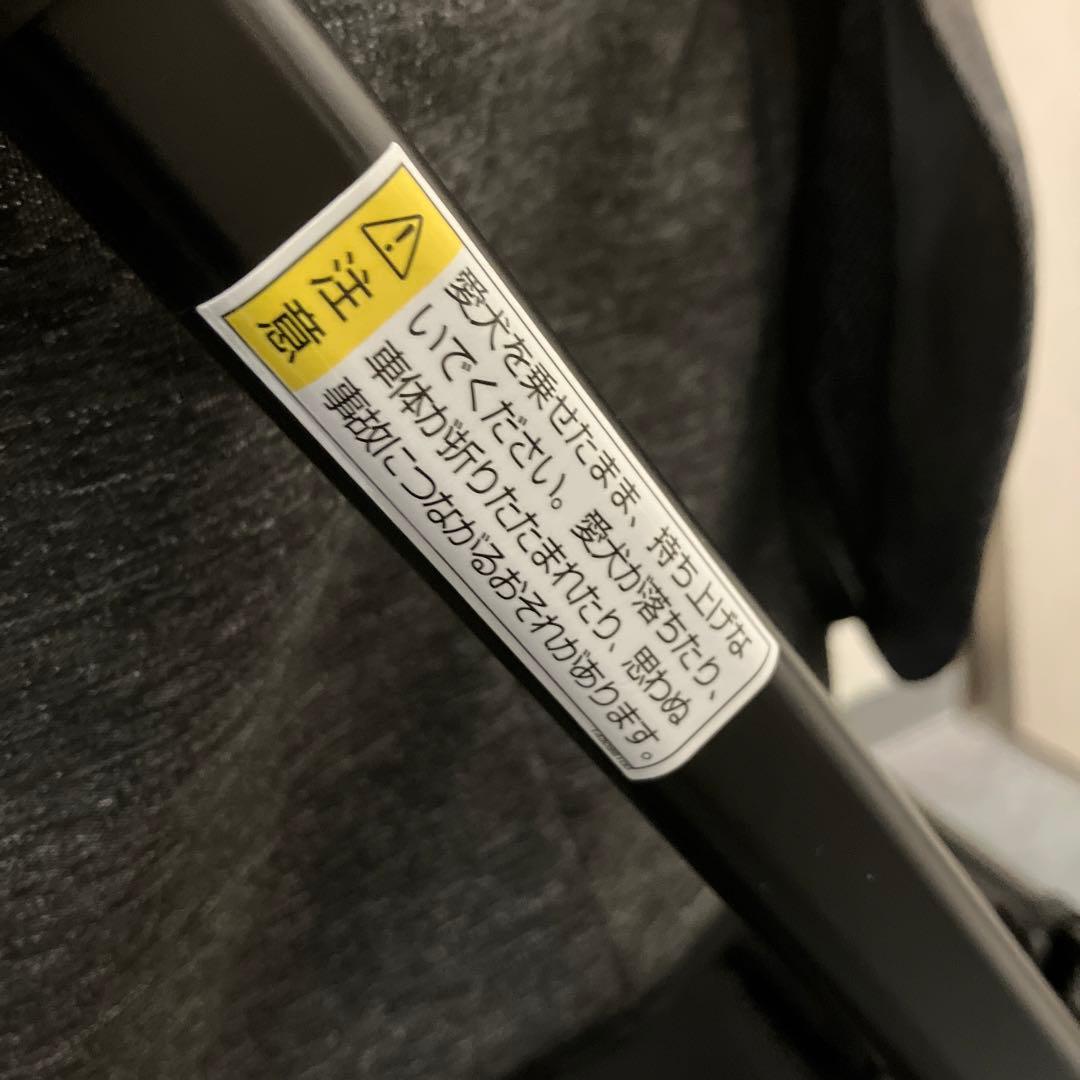 注意
愛犬を乗せたまま、持ち上げな
いでください。愛犬が落ちたり、
車体が折りたたまれたり、思わぬ
事故につながるおそれがあります。